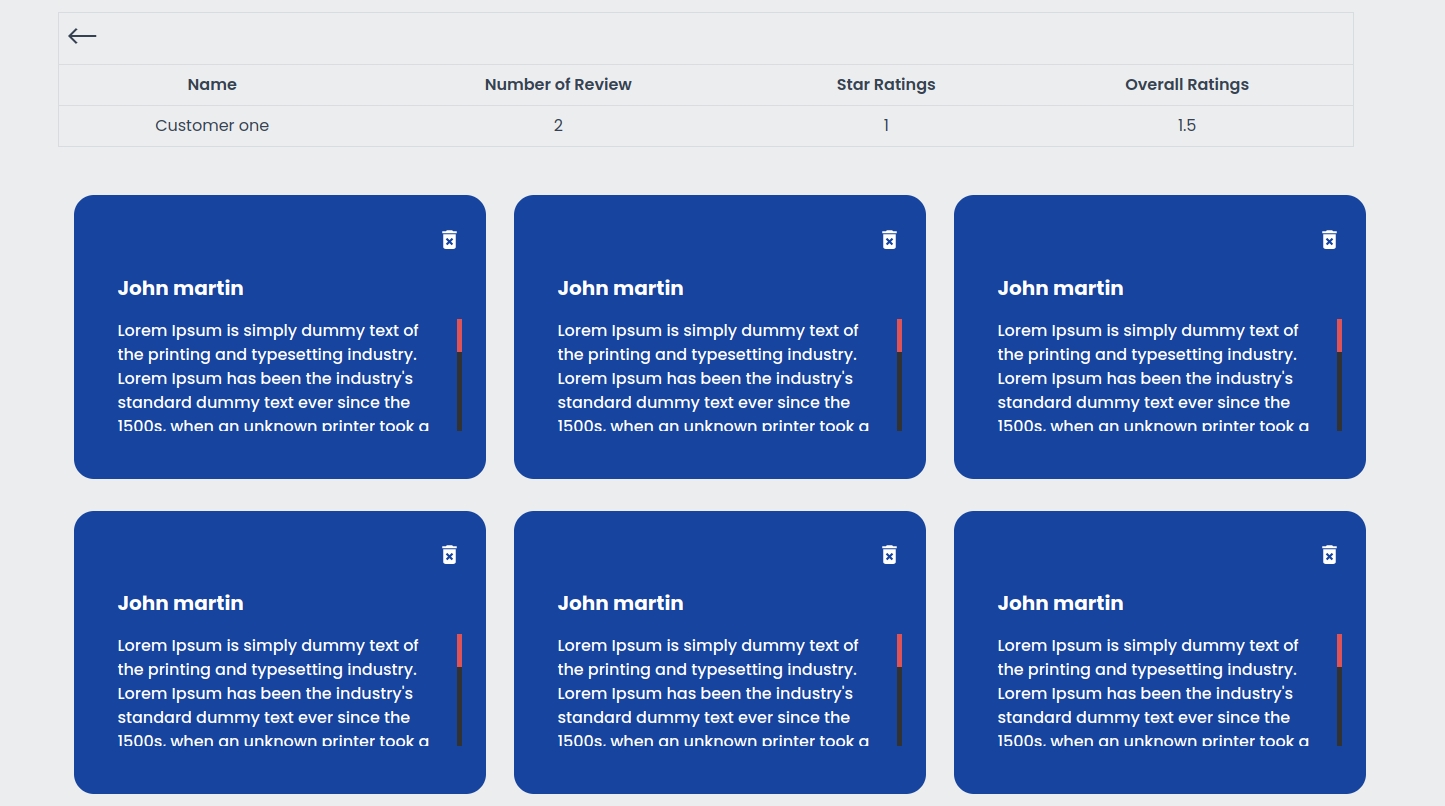 Name Number of Review Star Ratings Overall Ratings
Customer one 2 1 1.5
John martin
Lorem Ipsum is simply dummy text of
the printing and typesetting industry.
Lorem Ipsum has been the industry's
standard dummy text ever since the
1500s, when an unknown printer took a
John martin
Lorem Ipsum is simply dummy text of
the printing and typesetting industry.
Lorem Ipsum has been the industry's
standard dummy text ever since the
1500s, when an unknown printer took a
John martin
Lorem Ipsum is simply dummy text of
the printing and typesetting industry.
Lorem Ipsum has been the industry's
standard dummy text ever since the
1500s, when an unknown printer took a
John martin
Lorem Ipsum is simply dummy text of
the printing and typesetting industry.
Lorem Ipsum has been the industry's
standard dummy text ever since the
1500s, when an unknown printer took a
John martin
Lorem Ipsum is simply dummy text of
the printing and typesetting industry.
Lorem Ipsum has been the industry's
standard dummy text ever since the
1500s, when an unknown printer took a
John martin
Lorem Ipsum is simply dummy text of
the printing and typesetting industry.
Lorem Ipsum has been the industry's
standard dummy text ever since the
1500s, when an unknown printer took a